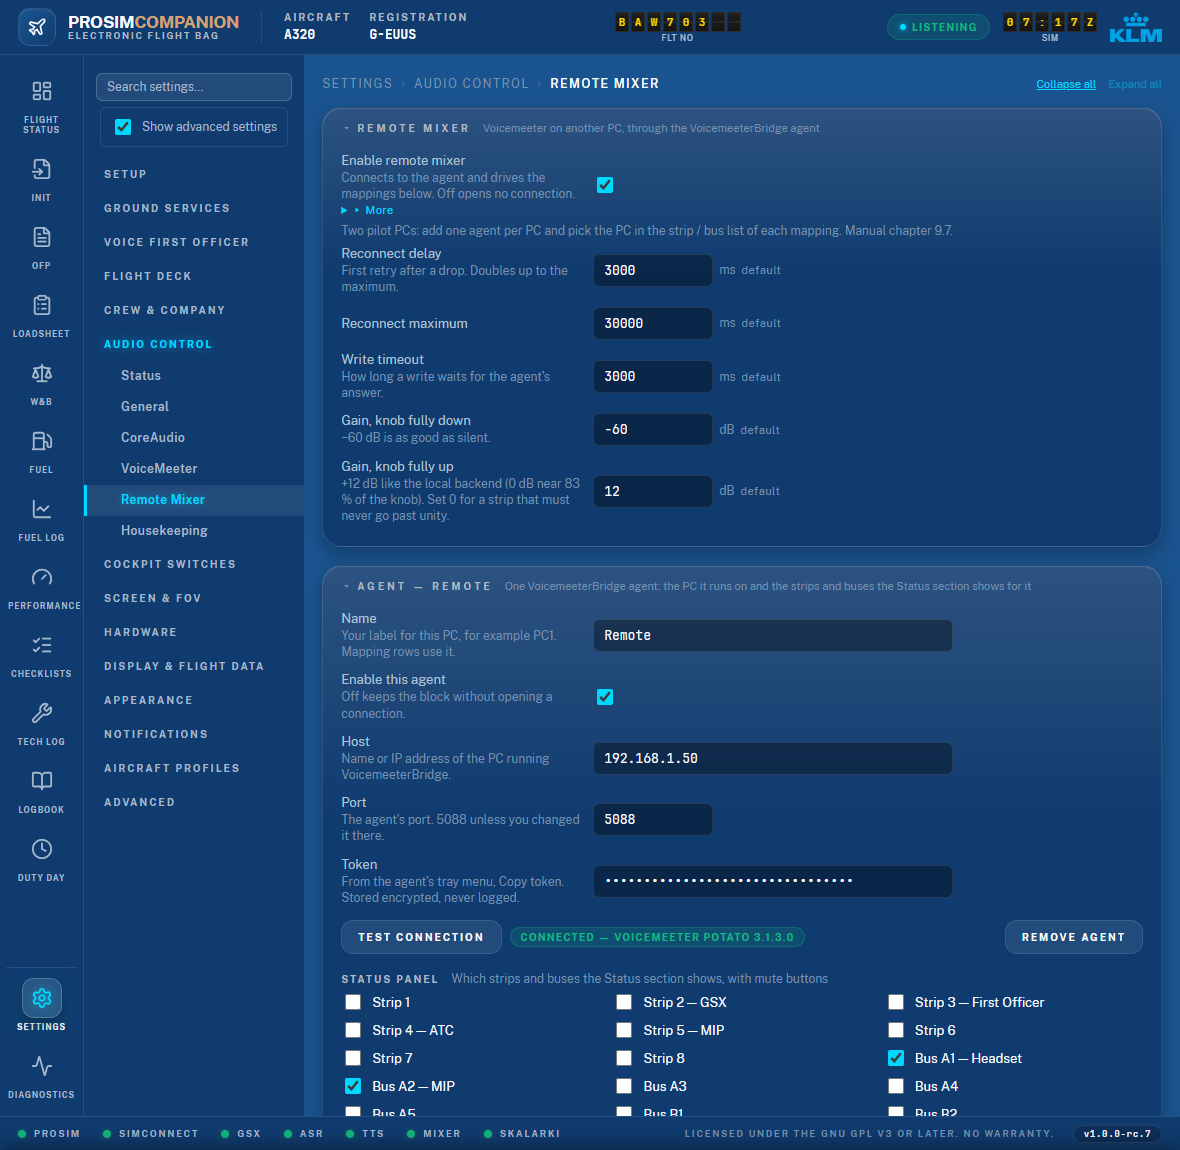 PROSIMCOMPANION
ELECTRONIC FLIGHT BAG
AIRCRAFT
A320
REGISTRATION
G-EUUS
BAW703
FLT NO
LISTENING
07:17Z
SIM
KLM
FLIGHT STATUS
INIT
OFP
LOADSHEET
W&B
FUEL
FUEL LOG
PERFORMANCE
CHECKLISTS
TECH LOG
LOGBOOK
DUTY DAY
SETTINGS
DIAGNOSTICS
Search settings...
Show advanced settings
SETUP
GROUND SERVICES
VOICE FIRST OFFICER
FLIGHT DECK
CREW & COMPANY
AUDIO CONTROL
Status
General
CoreAudio
VoiceMeeter
Remote Mixer
Housekeeping
COCKPIT SWITCHES
SCREEN & FOV
HARDWARE
DISPLAY & FLIGHT DATA
APPEARANCE
NOTIFICATIONS
AIRCRAFT PROFILES
ADVANCED
SETTINGS › AUDIO CONTROL › REMOTE MIXER
Collapse all Expand all
REMOTE MIXER Voicemeeter on another PC, through the VoicemeeterBridge agent
Enable remote mixer
Connects to the agent and drives the
mappings below. Off opens no connection.
More
Two pilot PCs: add one agent per PC and pick the PC in the strip / bus list of each mapping. Manual chapter 9.7.
Reconnect delay
First retry after a drop. Doubles up to the
maximum.
3000 ms default
Reconnect maximum
30000 ms default
Write timeout
How long a write waits for the agent's
answer.
3000 ms default
Gain, knob fully down
−60 dB is as good as silent.
-60 dB default
Gain, knob fully up
+12 dB like the local backend (0 dB near 83
% of the knob). Set 0 for a strip that must
never go past unity.
12 dB default
AGENT — REMOTE One VoicemeeterBridge agent: the PC it runs on and the strips and buses the Status section shows for it
Name
Your label for this PC, for example PC1.
Mapping rows use it.
Remote
Enable this agent
Off keeps the block without opening a
connection.
Host
Name or IP address of the PC running
VoicemeeterBridge.
192.168.1.50
Port
The agent's port. 5088 unless you changed
it there.
5088
Token
From the agent's tray menu, Copy token.
Stored encrypted, never logged.
TEST CONNECTION
CONNECTED — VOICEMEETER POTATO 3.1.3.0
REMOVE AGENT
STATUS PANEL Which strips and buses the Status section shows, with mute buttons
Strip 1
Strip 2 — GSX
Strip 3 — First Officer
Strip 4 — ATC
Strip 5 — MIP
Strip 6
Strip 7
Strip 8
Bus A1 — Headset
Bus A2 — MIP
Bus A3
Bus A4
Bus A5
Bus B1
Bus B2
PROSIM
SIMCONNECT
GSX
ASR
TTS
MIXER
SKALARKI
LICENSED UNDER THE GNU GPL V3 OR LATER. NO WARRANTY.
v1.0.0-rc.7